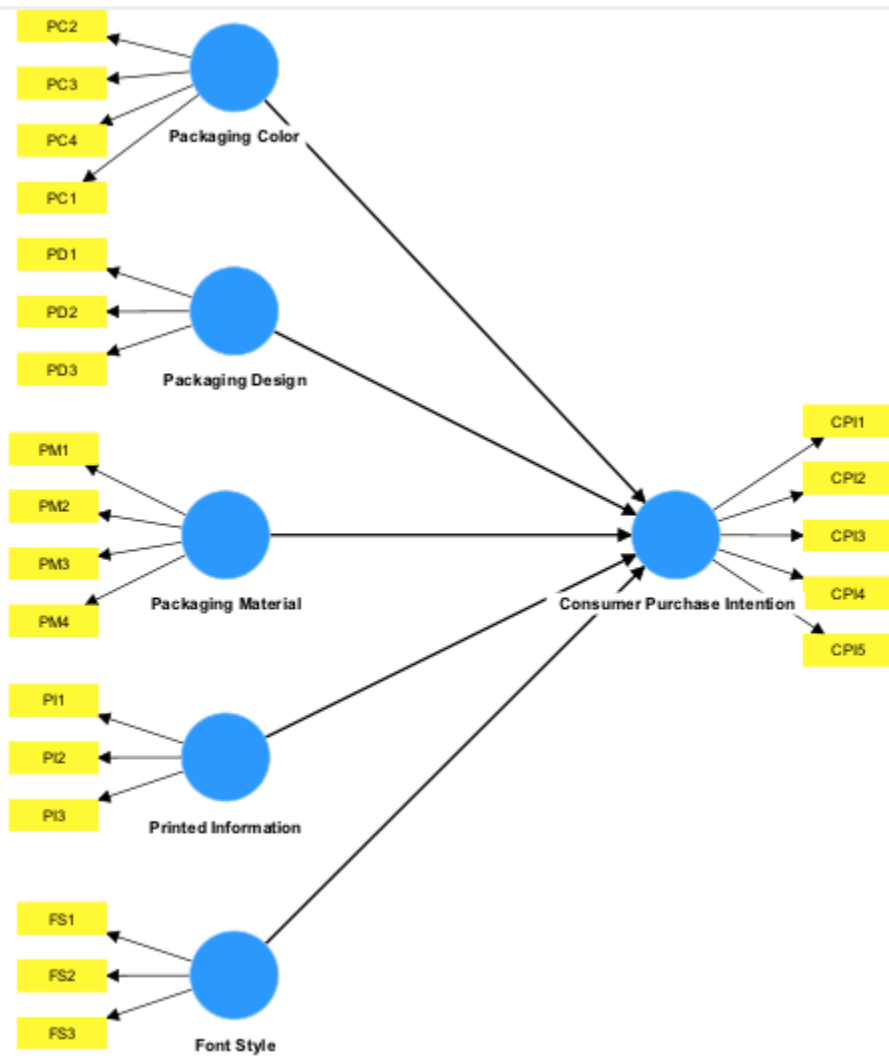 PC2
PC3
PC4
PC1
Packaging Color
PD1
PD2
PD3
Packaging Design
PM1
PM2
PM3
PM4
Packaging Material
PI1
PI2
PI3
Printed Information
FS1
FS2
FS3
Font Style
CPI1
CPI2
CPI3
CPI4
CPI5
Consumer Purchase Intention